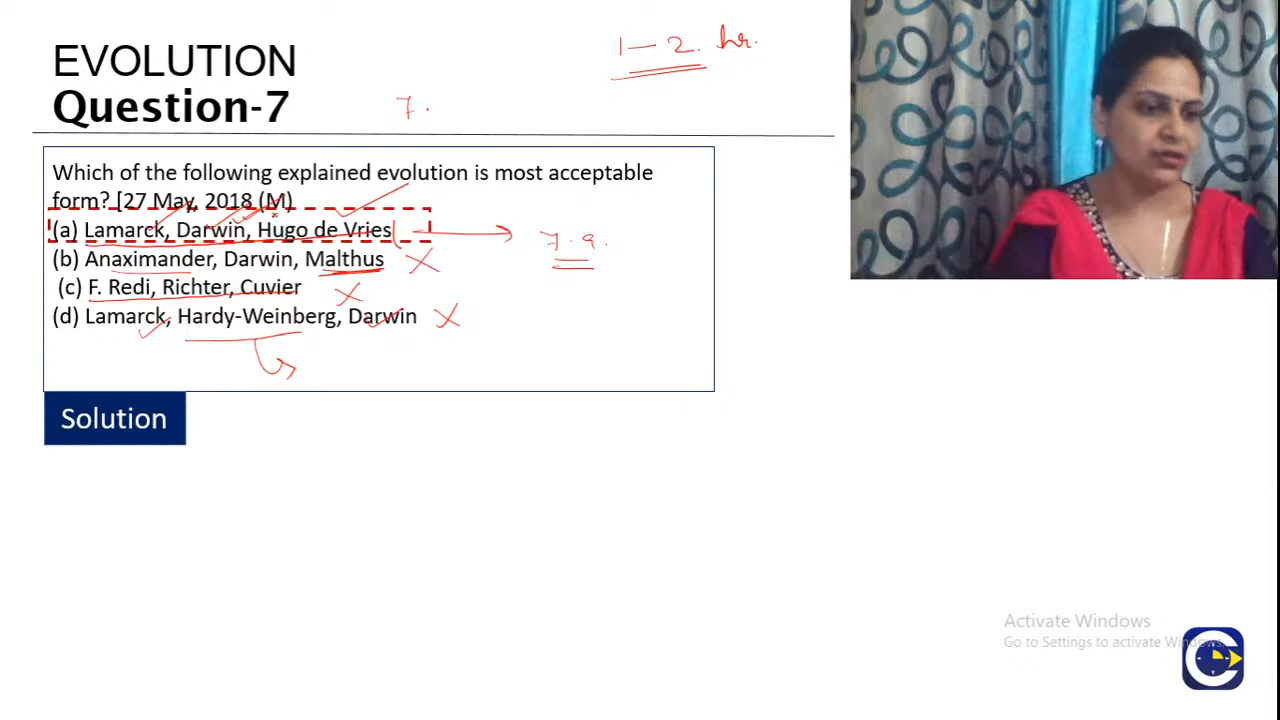 EVOLUTION
Question-7
1 - 2. hr.
7.
Which of the following explained evolution is most acceptable
form? [27 May, 2018 (M)
(a) Lamarck, Darwin, Hugo de Vries
7. a.
(b) Anaximander, Darwin, Malthus
(c) F. Redi, Richter, Cuvier
(d) Lamarck, Hardy-Weinberg, Darwin
Solution
Activate Windows
Go to Settings to activate Windows.